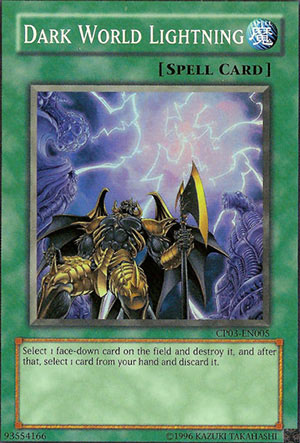 DARK WORLD LIGHTNING 魔
[SPELL CARD]
CP03-EN005
Select 1 face-down card on the field and destroy it, and after
that, select 1 card from your hand and discard it.
93554166
©1996 KAZUKI TAKAHASHI